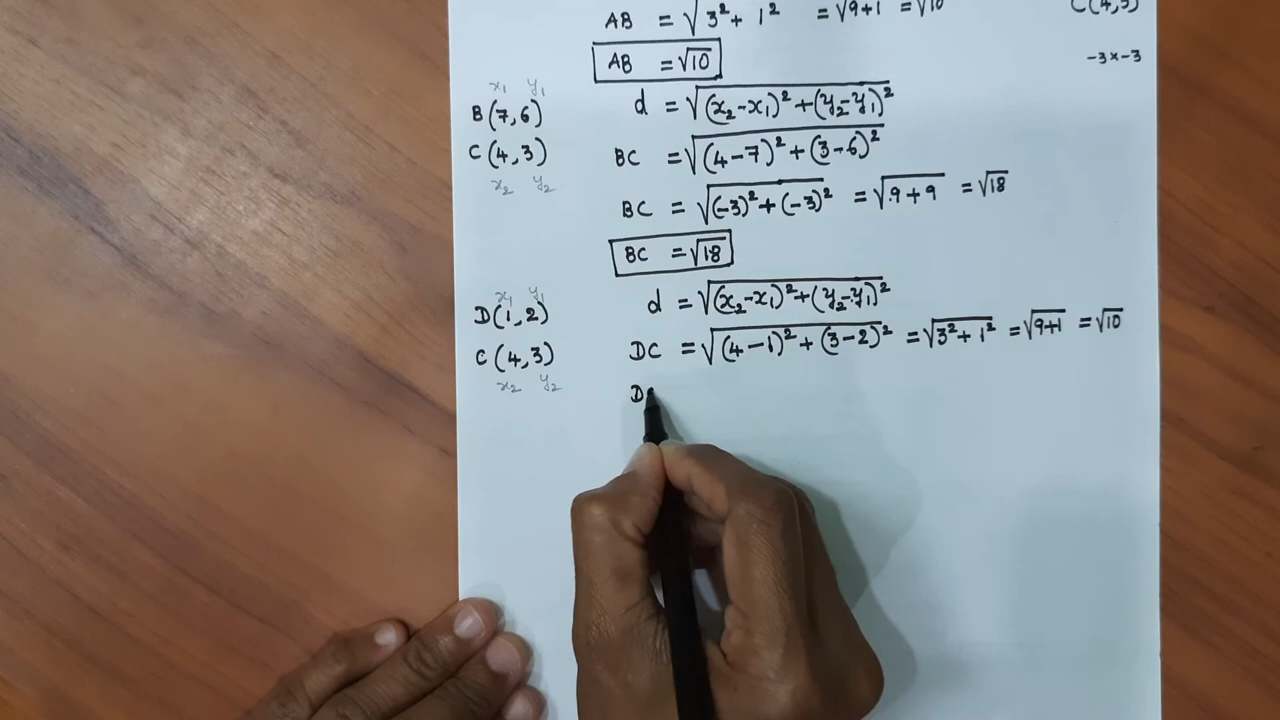 AB = √3²+ 1² = √9+1 = √10 C(4,3)
AB = √10 -3×-3
x₁ y₁
B(7,6) d = √(x₂-x₁)²+(y₂-y₁)²
C(4,3) BC = √(4-7)²+(3-6)²
x₂ y₂
BC = √(-3)²+(-3)² = √9+9 = √18
BC = √18
x₁ y₁
D(1,2) d = √(x₂-x₁)²+(y₂-y₁)²
C(4,3) DC = √(4-1)²+(3-2)² = √3²+1² = √9+1 = √10
x₂ y₂
D